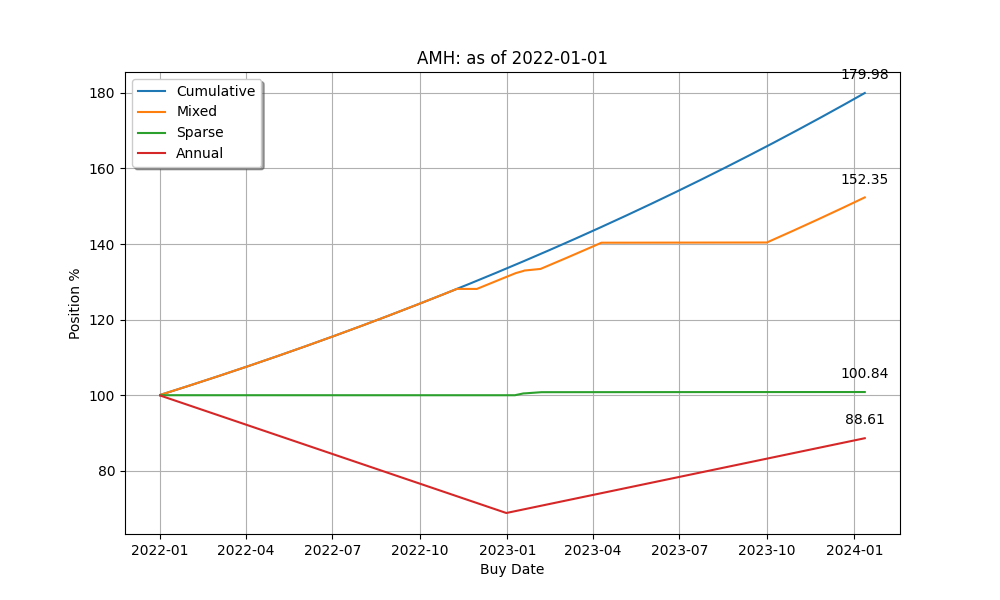 AMH: as of 2022-01-01
Cumulative
Mixed
Sparse
Annual
179.98
152.35
100.84
88.61
180
160
140
120
100
80
Position %
2022-01 2022-04 2022-07 2022-10 2023-01 2023-04 2023-07 2023-10 2024-01
Buy Date